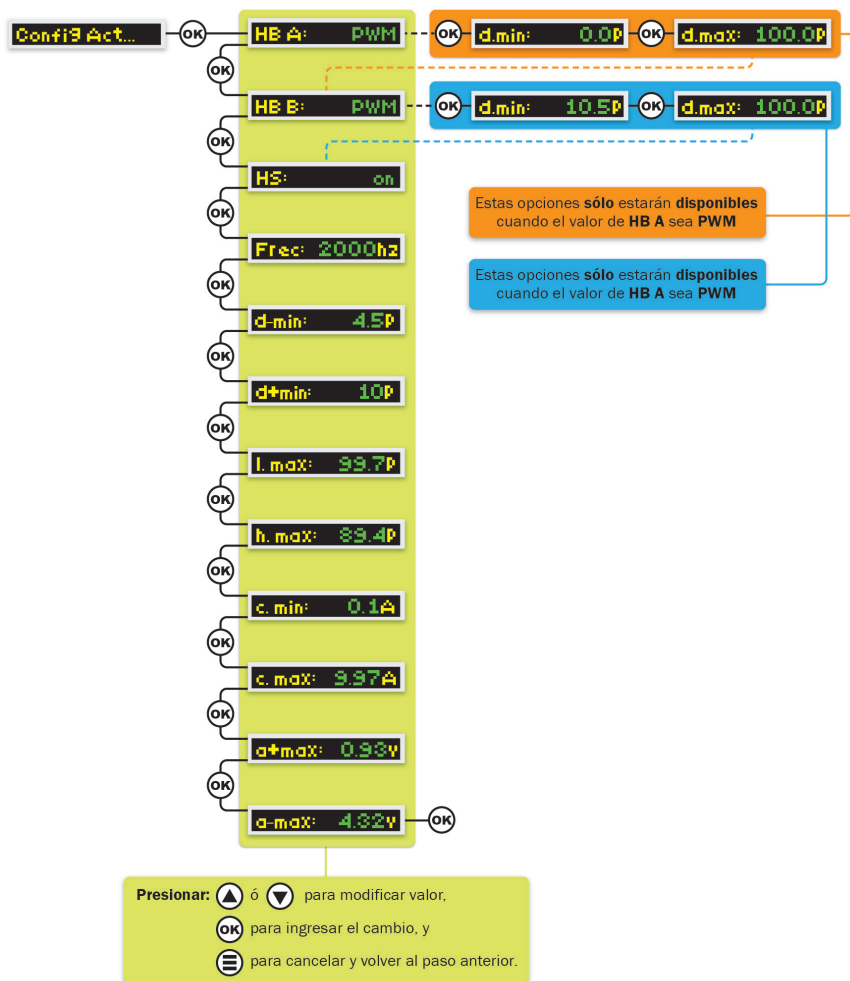 Config Act...
OK
HB A: PWM
OK
d.min: 0.0P
OK
d.max: 100.0P
OK
HB B: PWM
OK
d.min: 10.5P
OK
d.max: 100.0P
OK
HS: on
OK
Estas opciones sólo estarán disponibles
cuando el valor de HB A sea PWM
Frec: 2000hz
OK
Estas opciones sólo estarán disponibles
cuando el valor de HB A sea PWM
d-min: 4.5P
OK
d+min: 10P
OK
l. max: 99.7P
OK
h. max: 89.4P
OK
c. min: 0.1A
OK
c. max: 9.97A
OK
a+max: 0.93v
OK
a-max: 4.32v
OK
Presionar: ó para modificar valor,
OK para ingresar el cambio, y
para cancelar y volver al paso anterior.